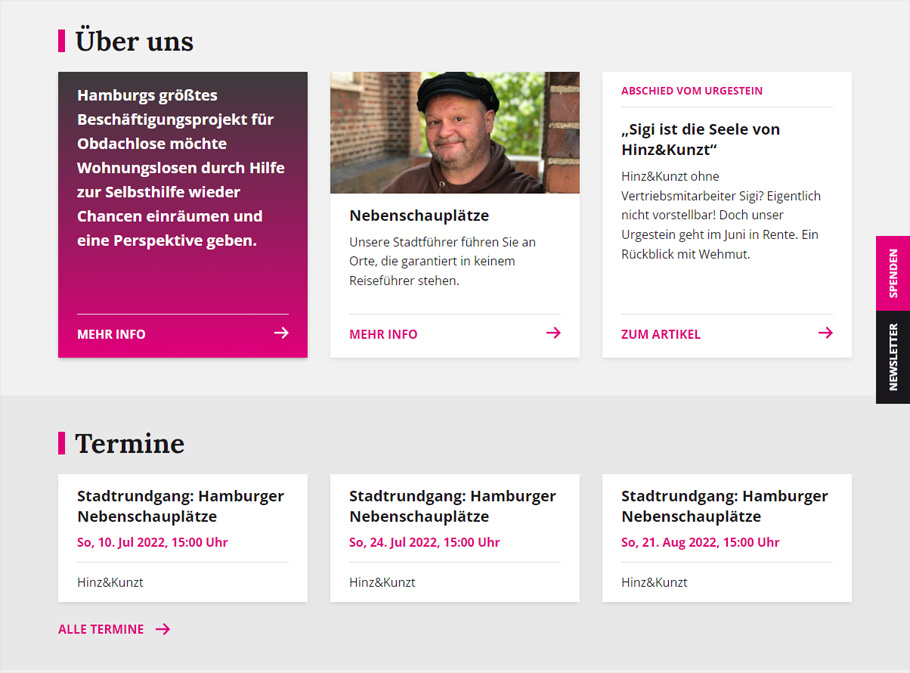 Über uns
Hamburgs größtes
Beschäftigungsprojekt für
Obdachlose möchte
Wohnungslosen durch Hilfe
zur Selbsthilfe wieder
Chancen einräumen und
eine Perspektive geben.
MEHR INFO
Nebenschauplätze
Unsere Stadtführer führen Sie an
Orte, die garantiert in keinem
Reiseführer stehen.
MEHR INFO
ABSCHIED VOM URGESTEIN
„Sigi ist die Seele von
Hinz&Kunzt“
Hinz&Kunzt ohne
Vertriebsmitarbeiter Sigi? Eigentlich
nicht vorstellbar! Doch unser
Urgestein geht im Juni in Rente. Ein
Rückblick mit Wehmut.
ZUM ARTIKEL
SPENDEN
NEWSLETTER
Termine
Stadtrundgang: Hamburger
Nebenschauplätze
So, 10. Jul 2022, 15:00 Uhr
Hinz&Kunzt
Stadtrundgang: Hamburger
Nebenschauplätze
So, 24. Jul 2022, 15:00 Uhr
Hinz&Kunzt
Stadtrundgang: Hamburger
Nebenschauplätze
So, 21. Aug 2022, 15:00 Uhr
Hinz&Kunzt
ALLE TERMINE